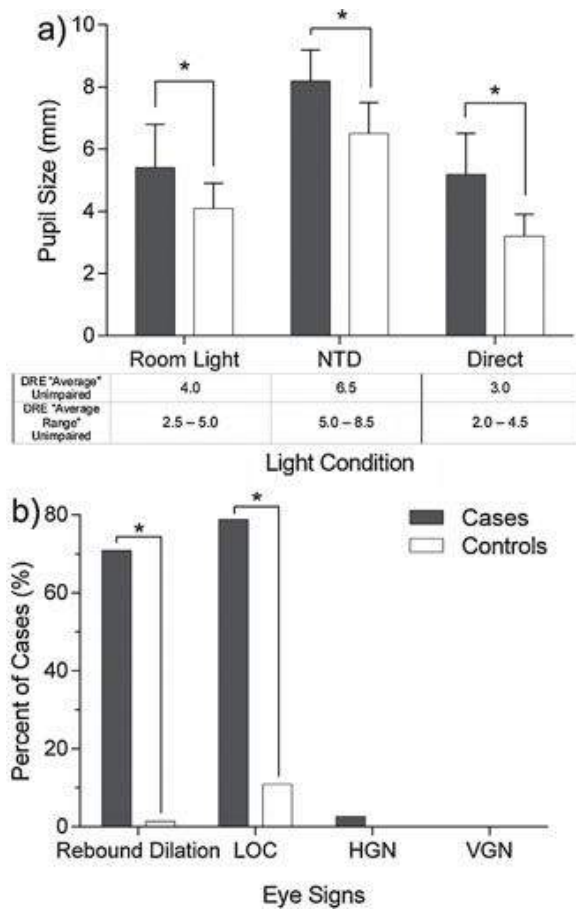 a)
10
8
6
4
2
0
Pupil Size (mm)
*
*
*
Room Light NTD Direct
DRE "Average" Unimpaired 4.0 6.5 3.0
DRE "Average Range" Unimpaired 2.5 – 5.0 5.0 – 8.5 2.0 – 4.5
Light Condition
b)
80
60
40
20
0
Percent of Cases (%)
*
*
Cases
Controls
Rebound Dilation LOC HGN VGN
Eye Signs